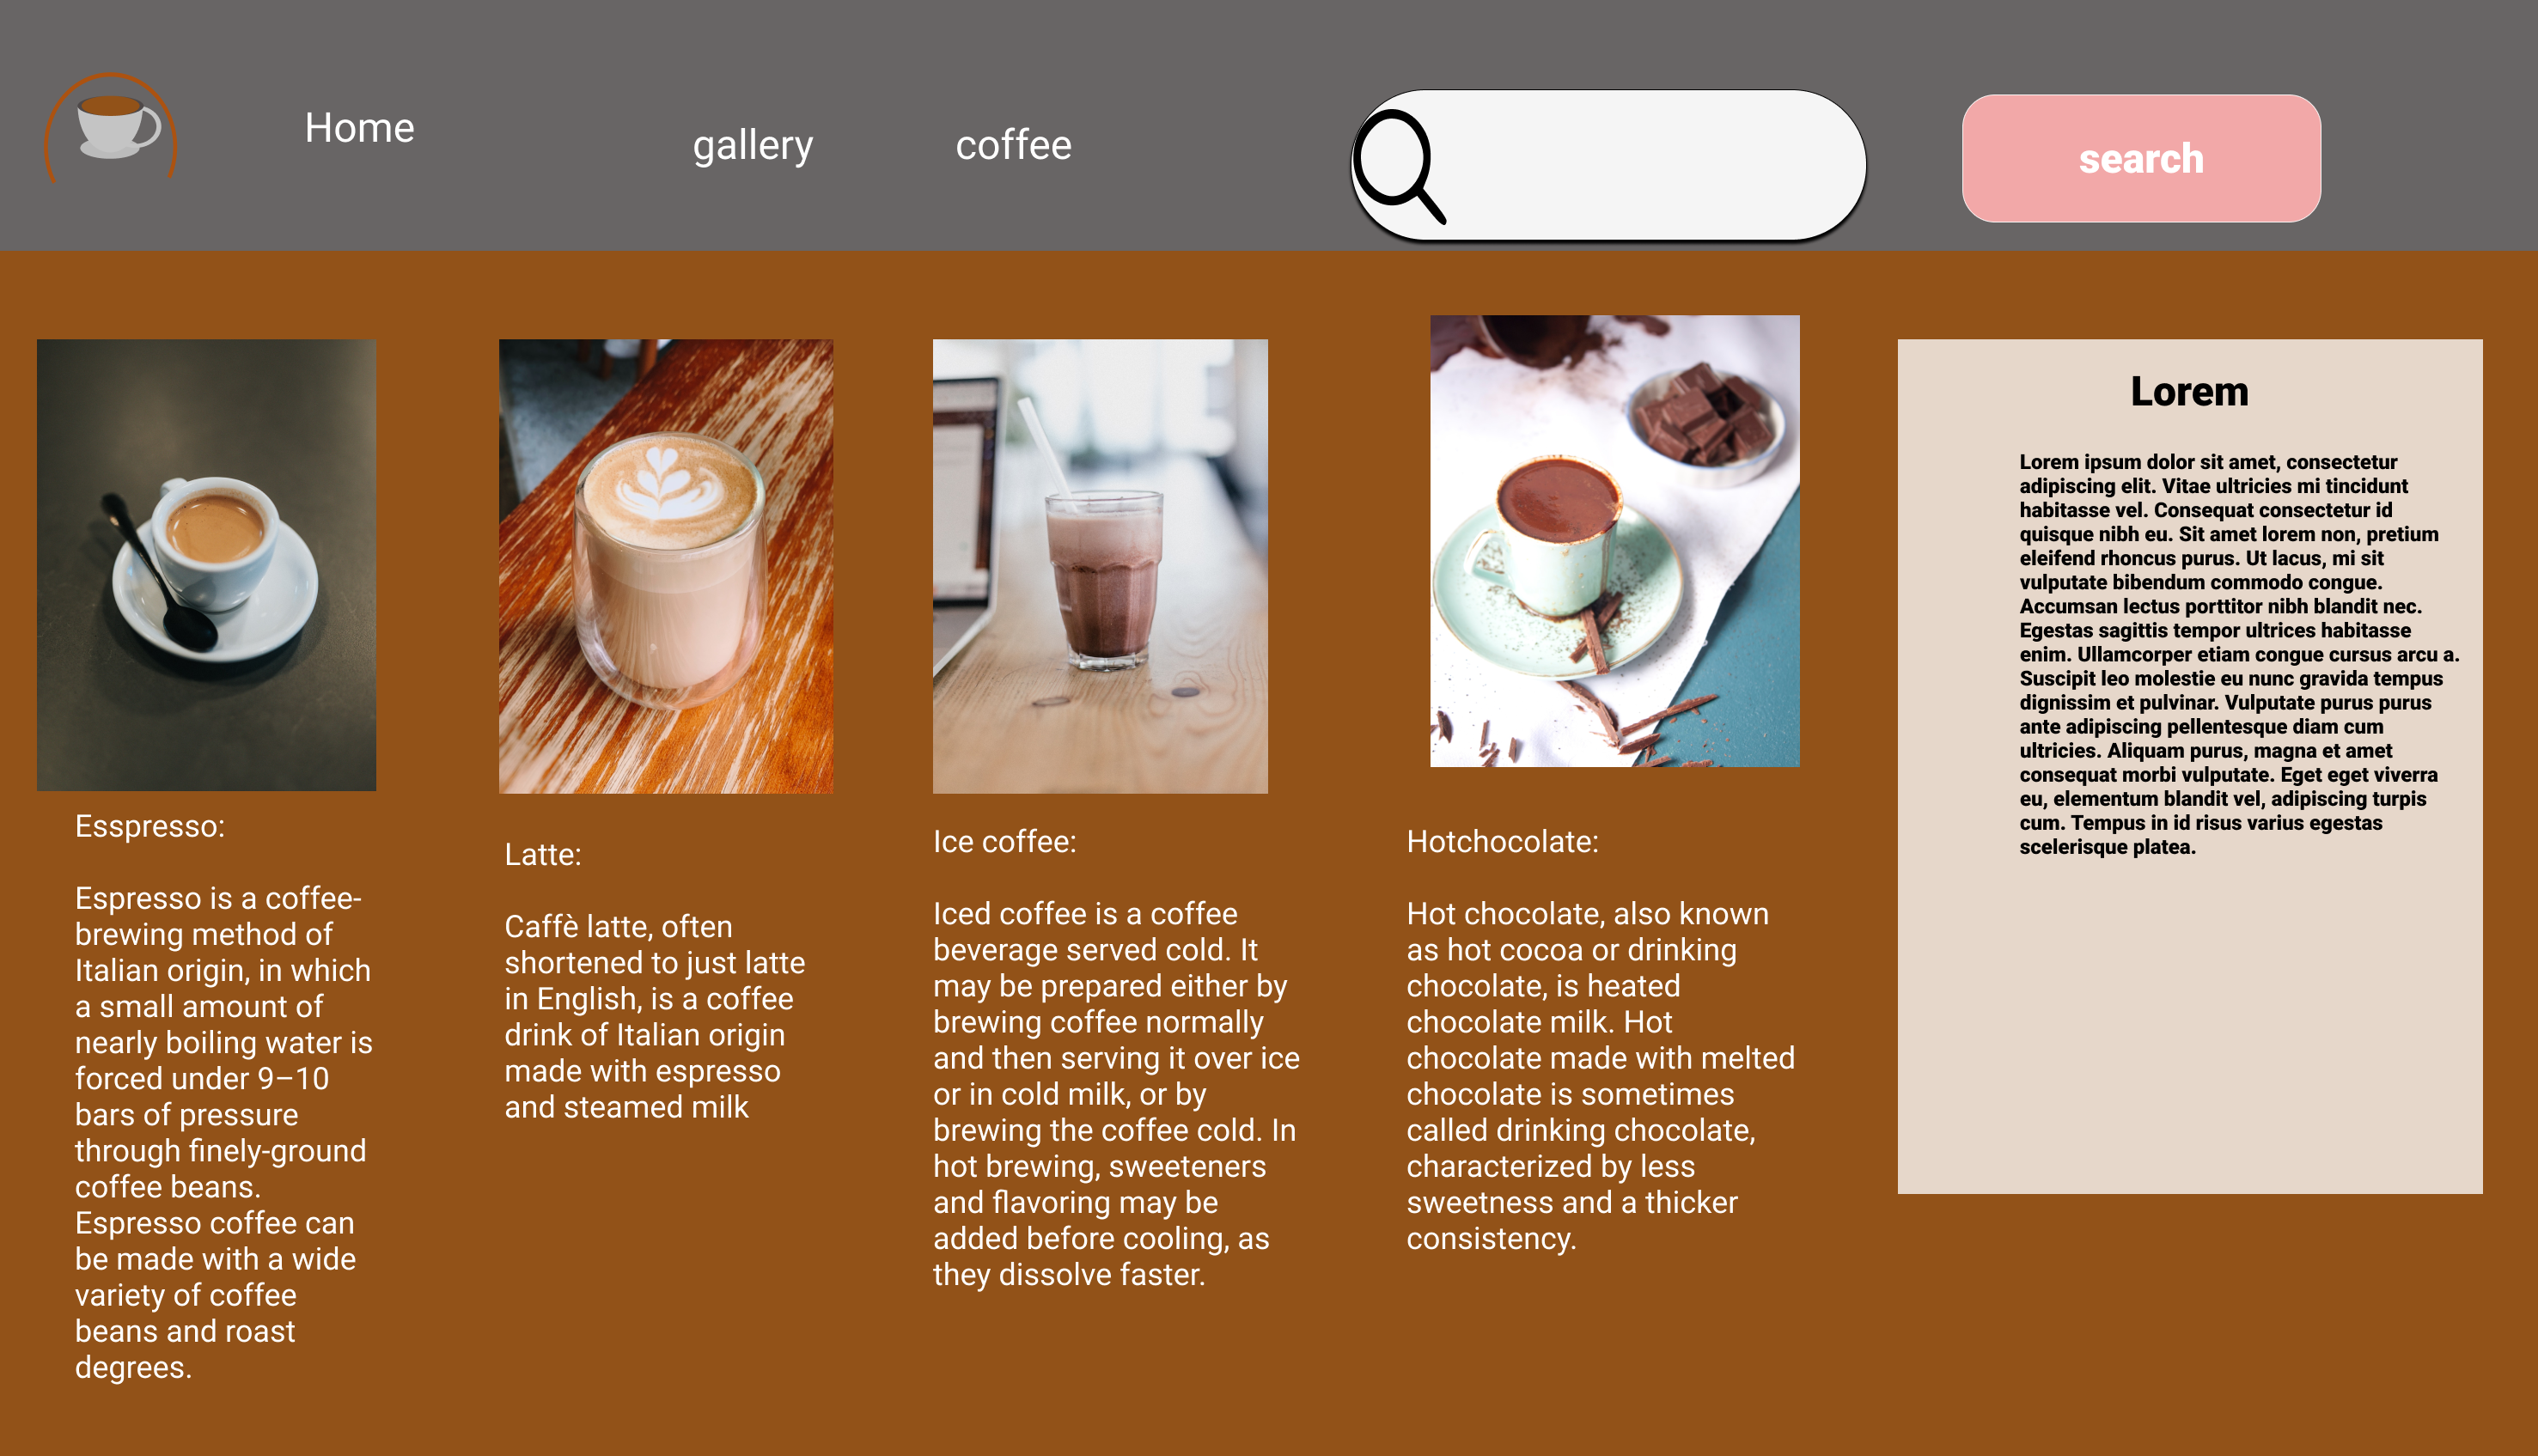 Home
gallery
coffee
search
Esspresso:
Espresso is a coffee-
brewing method of
Italian origin, in which
a small amount of
nearly boiling water is
forced under 9–10
bars of pressure
through finely-ground
coffee beans.
Espresso coffee can
be made with a wide
variety of coffee
beans and roast
degrees.
Latte:
Caffè latte, often
shortened to just latte
in English, is a coffee
drink of Italian origin
made with espresso
and steamed milk
Ice coffee:
Iced coffee is a coffee
beverage served cold. It
may be prepared either by
brewing coffee normally
and then serving it over ice
or in cold milk, or by
brewing the coffee cold. In
hot brewing, sweeteners
and flavoring may be
added before cooling, as
they dissolve faster.
Hotchocolate:
Hot chocolate, also known
as hot cocoa or drinking
chocolate, is heated
chocolate milk. Hot
chocolate made with melted
chocolate is sometimes
called drinking chocolate,
characterized by less
sweetness and a thicker
consistency.
Lorem
Lorem ipsum dolor sit amet, consectetur
adipiscing elit. Vitae ultricies mi tincidunt
habitasse vel. Consequat consectetur id
quisque nibh eu. Sit amet lorem non, pretium
eleifend rhoncus purus. Ut lacus, mi sit
vulputate bibendum commodo congue.
Accumsan lectus porttitor nibh blandit nec.
Egestas sagittis tempor ultrices habitasse
enim. Ullamcorper etiam congue cursus arcu a.
Suscipit leo molestie eu nunc gravida tempus
dignissim et pulvinar. Vulputate purus purus
ante adipiscing pellentesque diam cum
ultricies. Aliquam purus, magna et amet
consequat morbi vulputate. Eget eget viverra
eu, elementum blandit vel, adipiscing turpis
cum. Tempus in id risus varius egestas
scelerisque platea.